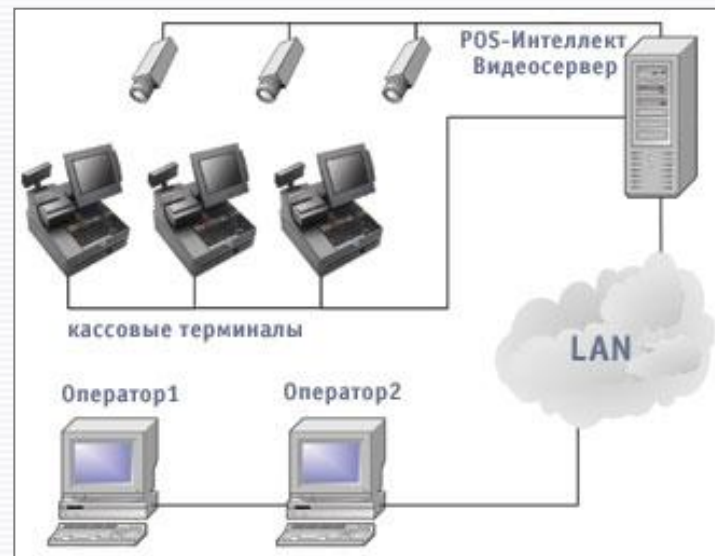 POS-Интеллект
Видеосервер
кассовые терминалы
LAN
Оператор1
Оператор2